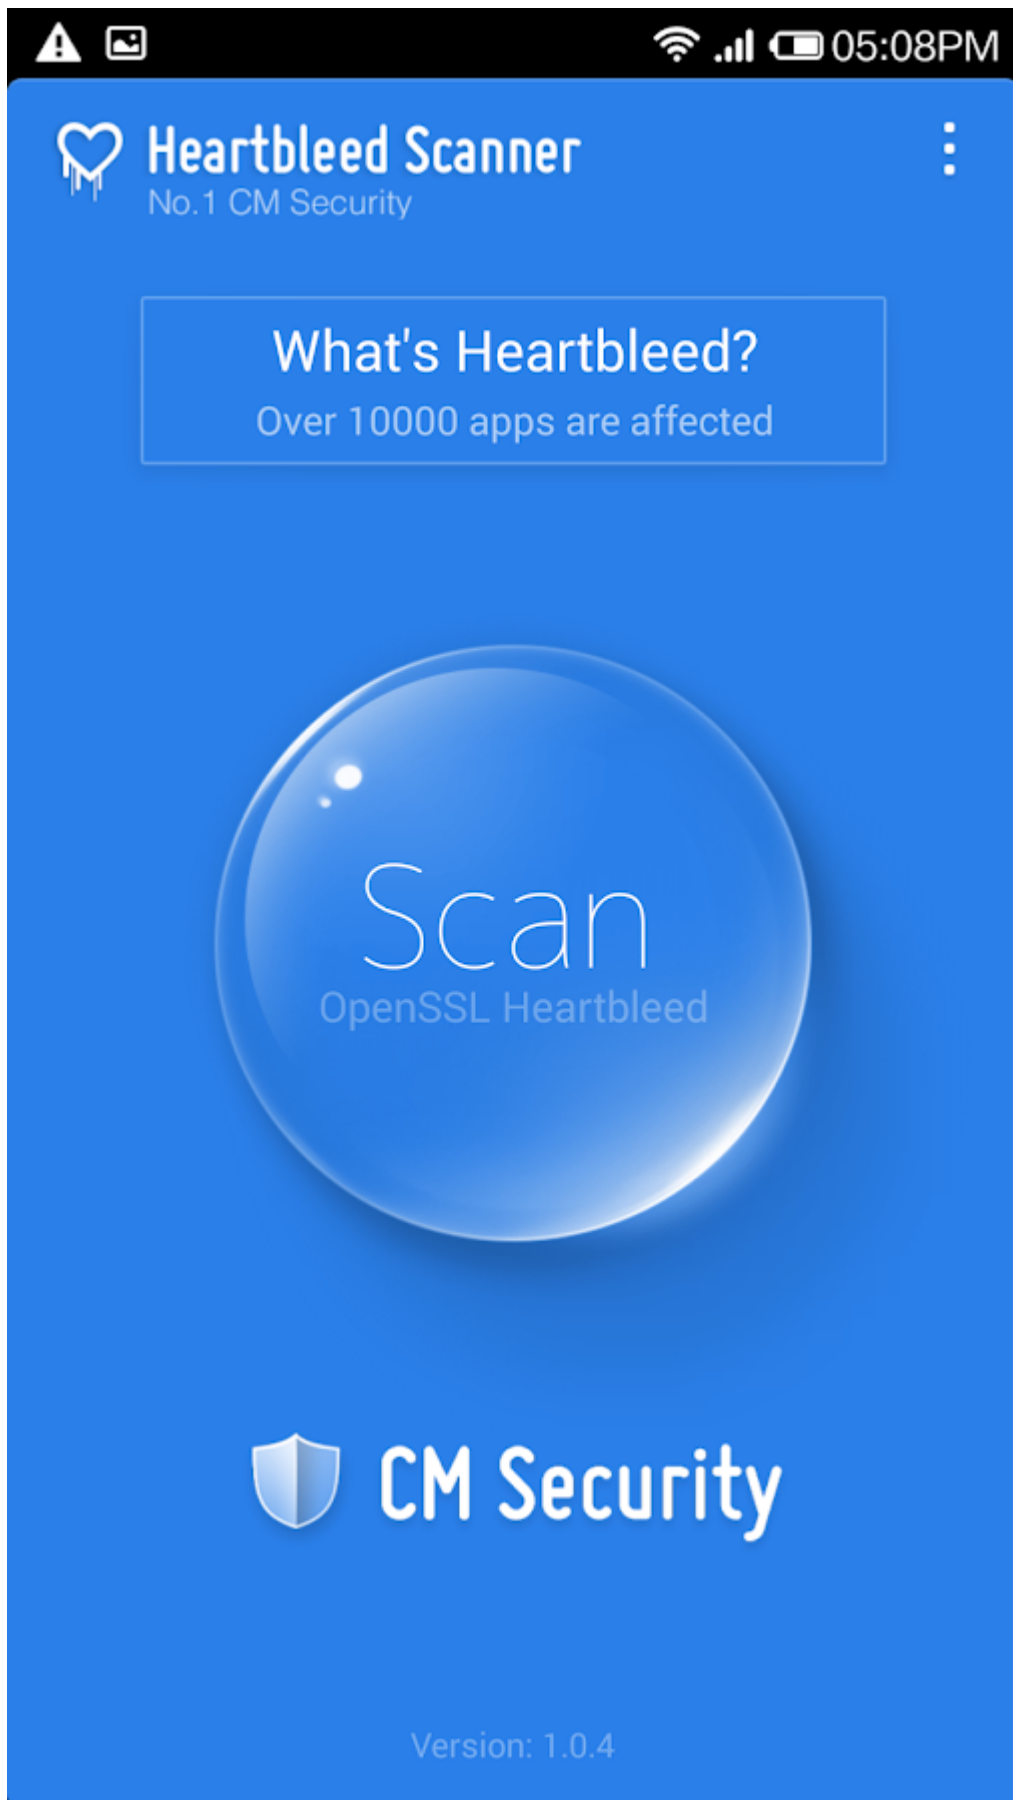 05:08PM
Heartbleed Scanner
No.1 CM Security
What's Heartbleed?
Over 10000 apps are affected
Scan
OpenSSL Heartbleed
CM Security
Version: 1.0.4